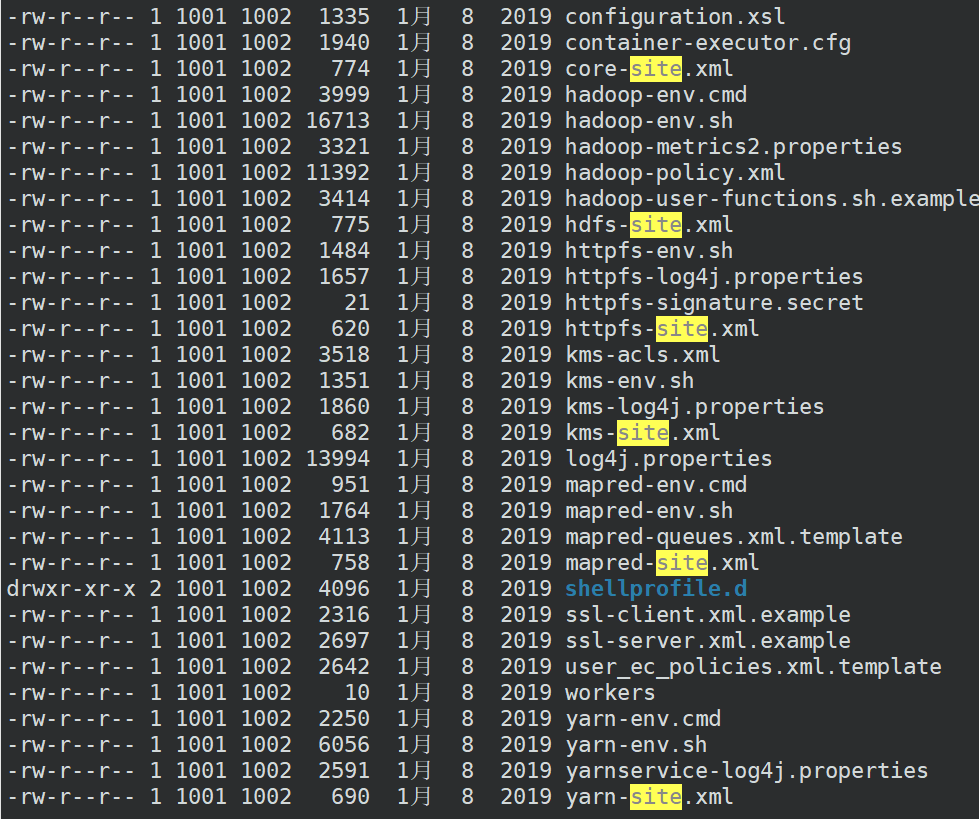 -rw-r--r-- 1 1001 1002  1335  1月  8  2019 configuration.xsl
-rw-r--r-- 1 1001 1002  1940  1月  8  2019 container-executor.cfg
-rw-r--r-- 1 1001 1002   774  1月  8  2019 core-site.xml
-rw-r--r-- 1 1001 1002  3999  1月  8  2019 hadoop-env.cmd
-rw-r--r-- 1 1001 1002 16713  1月  8  2019 hadoop-env.sh
-rw-r--r-- 1 1001 1002  3321  1月  8  2019 hadoop-metrics2.properties
-rw-r--r-- 1 1001 1002 11392  1月  8  2019 hadoop-policy.xml
-rw-r--r-- 1 1001 1002  3414  1月  8  2019 hadoop-user-functions.sh.example
-rw-r--r-- 1 1001 1002   775  1月  8  2019 hdfs-site.xml
-rw-r--r-- 1 1001 1002  1484  1月  8  2019 httpfs-env.sh
-rw-r--r-- 1 1001 1002  1657  1月  8  2019 httpfs-log4j.properties
-rw-r--r-- 1 1001 1002    21  1月  8  2019 httpfs-signature.secret
-rw-r--r-- 1 1001 1002   620  1月  8  2019 httpfs-site.xml
-rw-r--r-- 1 1001 1002  3518  1月  8  2019 kms-acls.xml
-rw-r--r-- 1 1001 1002  1351  1月  8  2019 kms-env.sh
-rw-r--r-- 1 1001 1002  1860  1月  8  2019 kms-log4j.properties
-rw-r--r-- 1 1001 1002   682  1月  8  2019 kms-site.xml
-rw-r--r-- 1 1001 1002 13994  1月  8  2019 log4j.properties
-rw-r--r-- 1 1001 1002   951  1月  8  2019 mapred-env.cmd
-rw-r--r-- 1 1001 1002  1764  1月  8  2019 mapred-env.sh
-rw-r--r-- 1 1001 1002  4113  1月  8  2019 mapred-queues.xml.template
-rw-r--r-- 1 1001 1002   758  1月  8  2019 mapred-site.xml
drwxr-xr-x 2 1001 1002  4096  1月  8  2019 shellprofile.d
-rw-r--r-- 1 1001 1002  2316  1月  8  2019 ssl-client.xml.example
-rw-r--r-- 1 1001 1002  2697  1月  8  2019 ssl-server.xml.example
-rw-r--r-- 1 1001 1002  2642  1月  8  2019 user_ec_policies.xml.template
-rw-r--r-- 1 1001 1002    10  1月  8  2019 workers
-rw-r--r-- 1 1001 1002  2250  1月  8  2019 yarn-env.cmd
-rw-r--r-- 1 1001 1002  6056  1月  8  2019 yarn-env.sh
-rw-r--r-- 1 1001 1002  2591  1月  8  2019 yarnservice-log4j.properties
-rw-r--r-- 1 1001 1002   690  1月  8  2019 yarn-site.xml